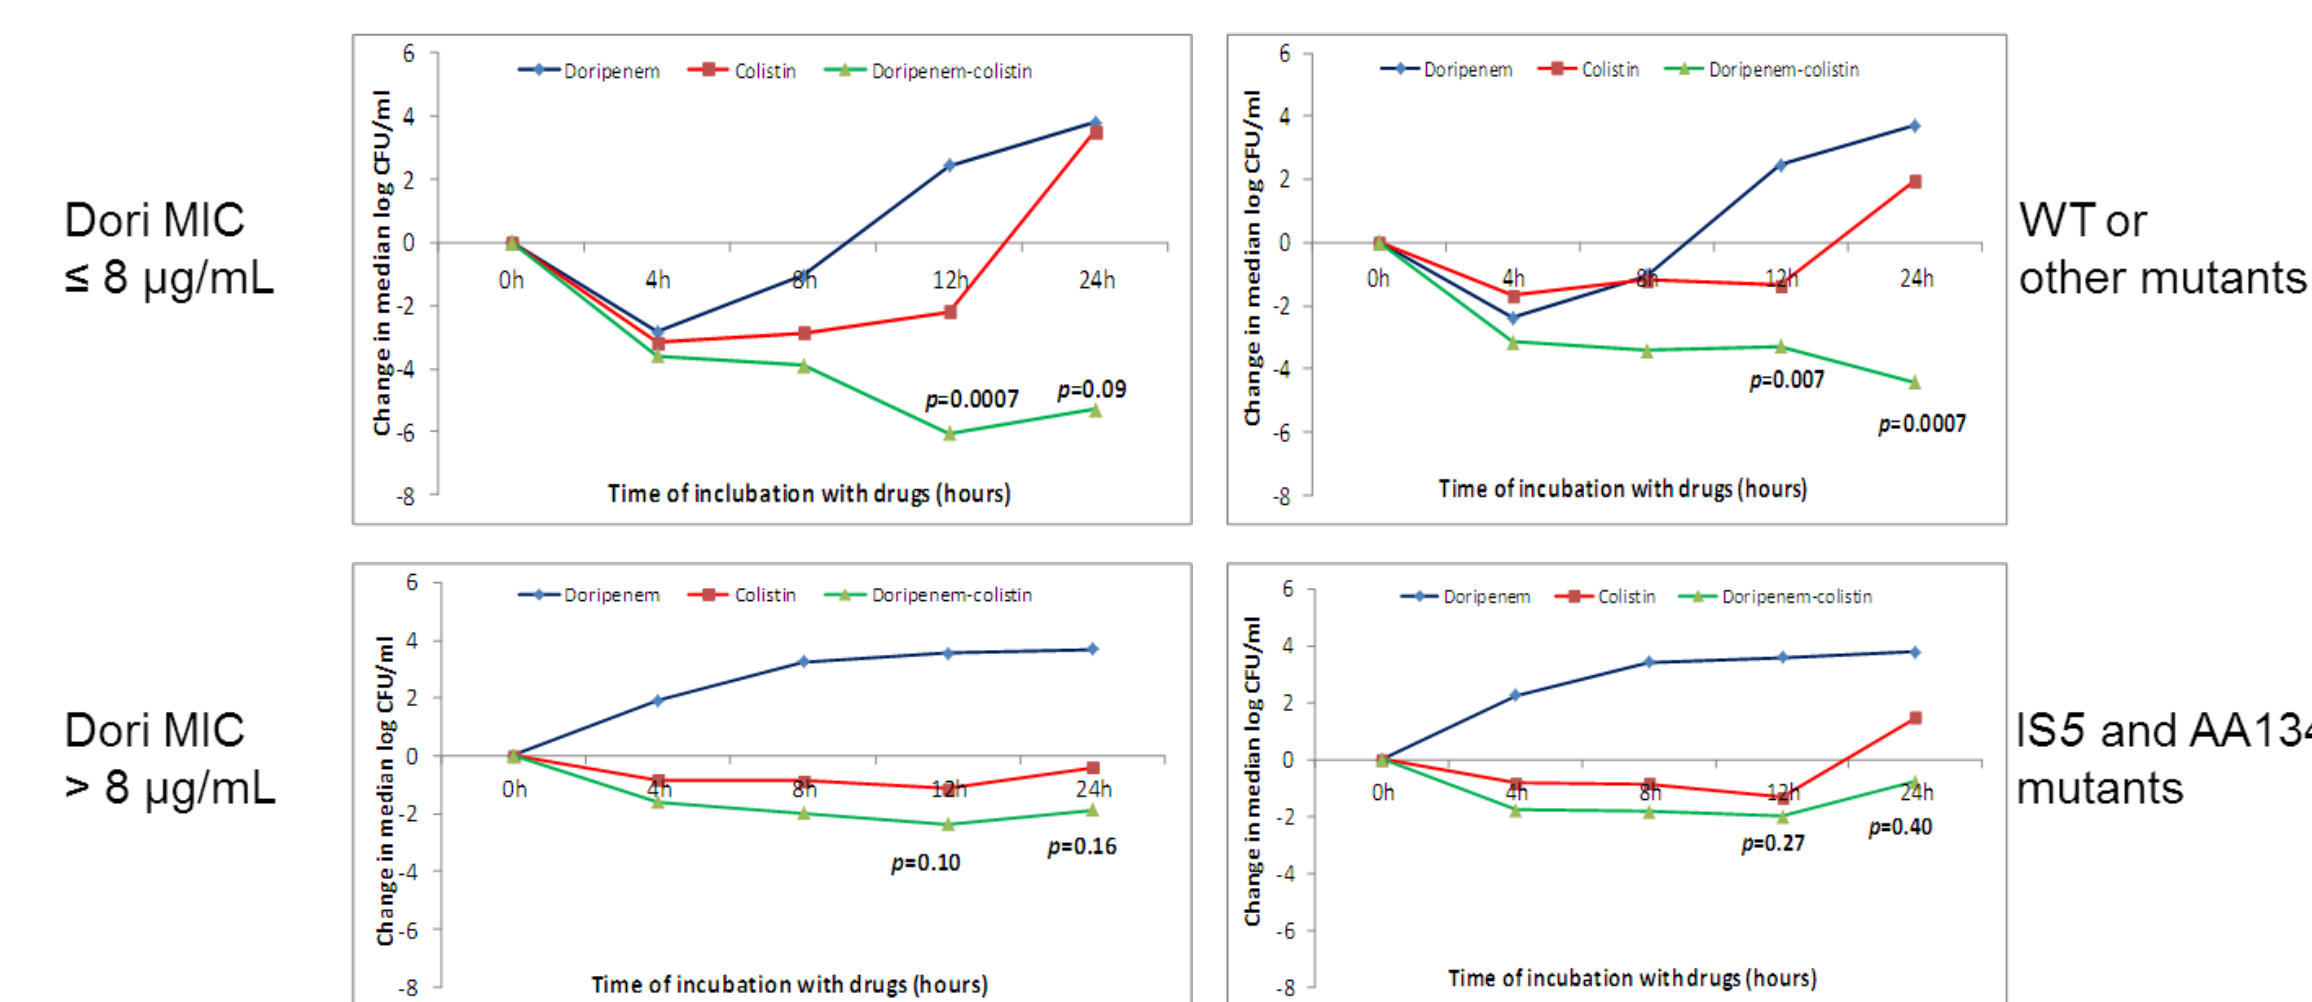 Dori MIC
≤ 8 µg/mL
6
4
2
0
-2
-4
-6
-8
Change in median log CFU/ml
Doripenem Colistin Doripenem-colistin
0h 4h 8h 12h 24h
p=0.0007 p=0.09
Time of inclubation with drugs (hours)
6
4
2
0
-2
-4
-6
-8
Change in median log CFU/ml
Doripenem Colistin Doripenem-colistin
0h 4h 8h 12h 24h
p=0.007
p=0.0007
Time of incubation with drugs (hours)
WT or
other mutants
Dori MIC
> 8 µg/mL
6
4
2
0
-2
-4
-6
-8
Change in median log CFU/ml
Doripenem Colistin Doripenem-colistin
0h 4h 8h 12h 24h
p=0.10 p=0.16
Time of incubation with drugs (hours)
6
4
2
0
-2
-4
-6
-8
Change in median log CFU/ml
Doripenem Colistin Doripenem-colistin
0h 4h 8h 12h 24h
p=0.27 p=0.40
Time of incubation with drugs (hours)
IS5 and AA134
mutants